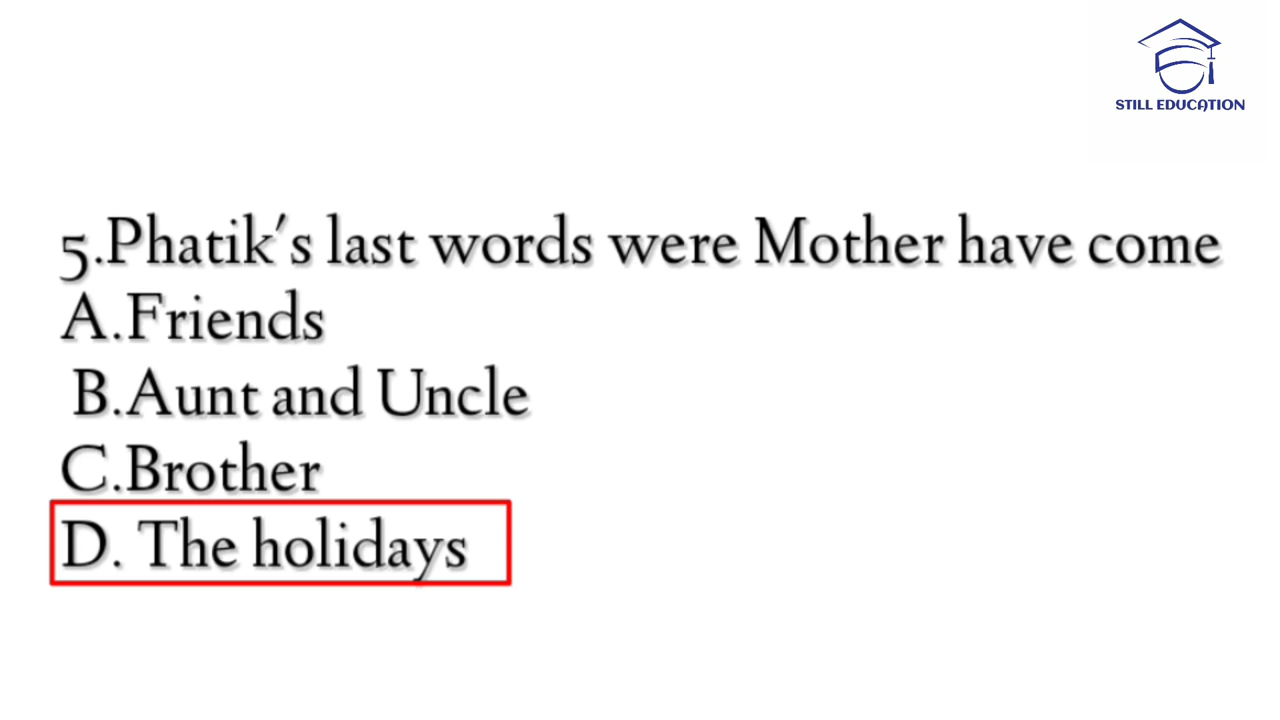 STILL EDUCATION
5.Phatik's last words were Mother have come
A.Friends
B.Aunt and Uncle
C.Brother
D. The holidays